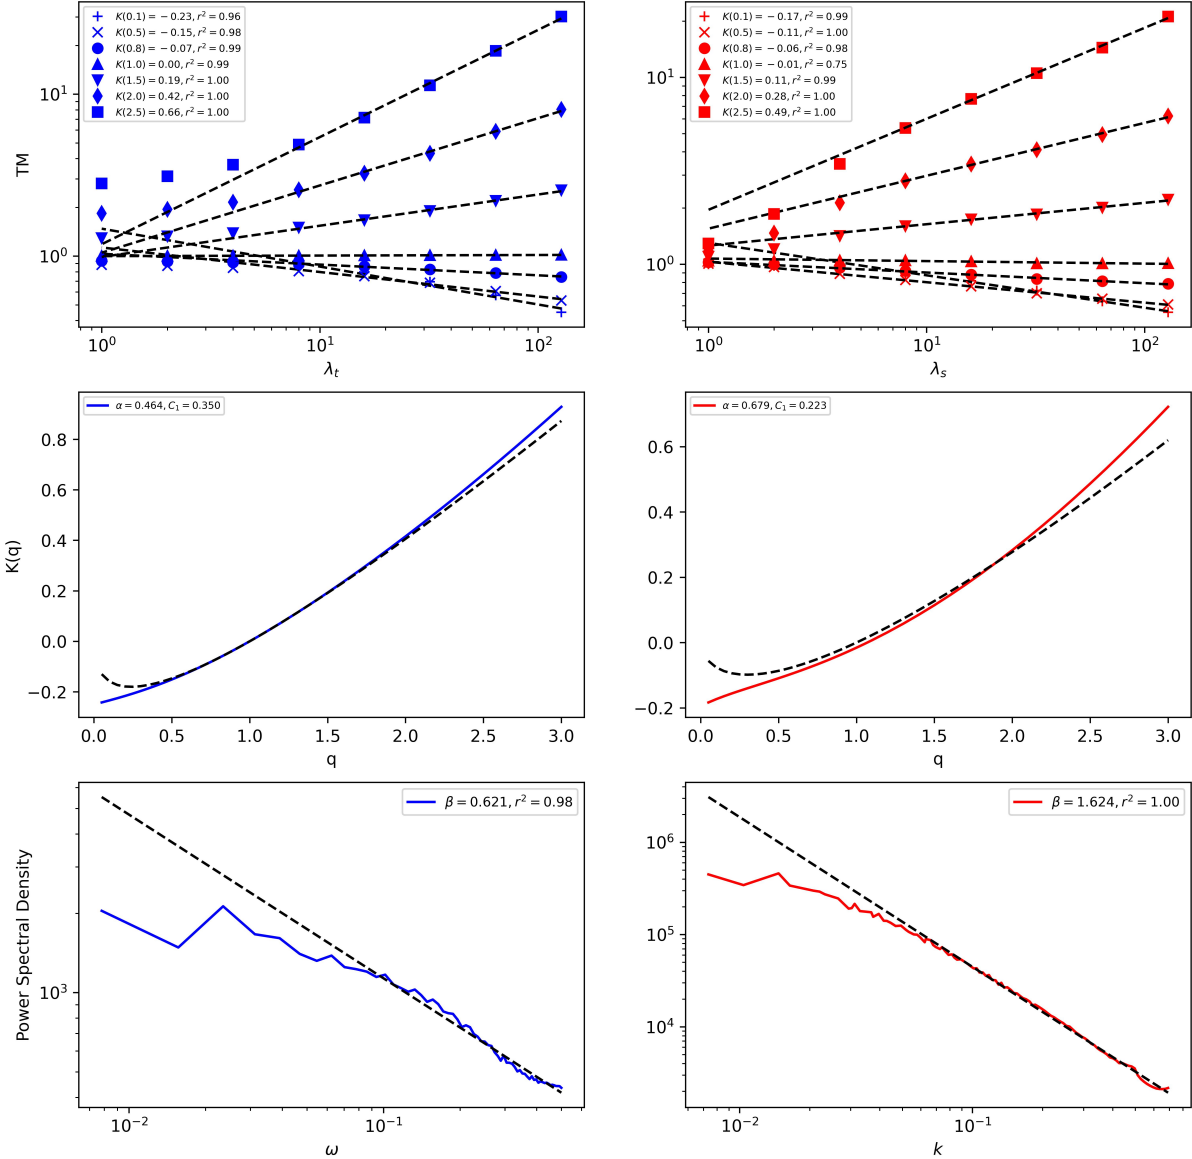 K(0.1) = −0.23, r² = 0.96
K(0.5) = −0.15, r² = 0.98
K(0.8) = −0.07, r² = 0.99
K(1.0) = 0.00, r² = 0.99
K(1.5) = 0.19, r² = 1.00
K(2.0) = 0.42, r² = 1.00
K(2.5) = 0.66, r² = 1.00
10¹
10⁰
TM
10⁰ 10¹ 10²
λt
K(0.1) = −0.17, r² = 0.99
K(0.5) = −0.11, r² = 1.00
K(0.8) = −0.06, r² = 0.98
K(1.0) = −0.01, r² = 0.75
K(1.5) = 0.11, r² = 0.99
K(2.0) = 0.28, r² = 1.00
K(2.5) = 0.49, r² = 1.00
10¹
10⁰
10⁰ 10¹ 10²
λs
α = 0.464, C₁ = 0.350
0.8
0.6
0.4
0.2
0.0
−0.2
K(q)
0.0 0.5 1.0 1.5 2.0 2.5 3.0
q
α = 0.679, C₁ = 0.223
0.6
0.4
0.2
0.0
−0.2
0.0 0.5 1.0 1.5 2.0 2.5 3.0
q
β = 0.621, r² = 0.98
10³
Power Spectral Density
10⁻² 10⁻¹
ω
β = 1.624, r² = 1.00
10⁶
10⁵
10⁴
10⁻² 10⁻¹
k